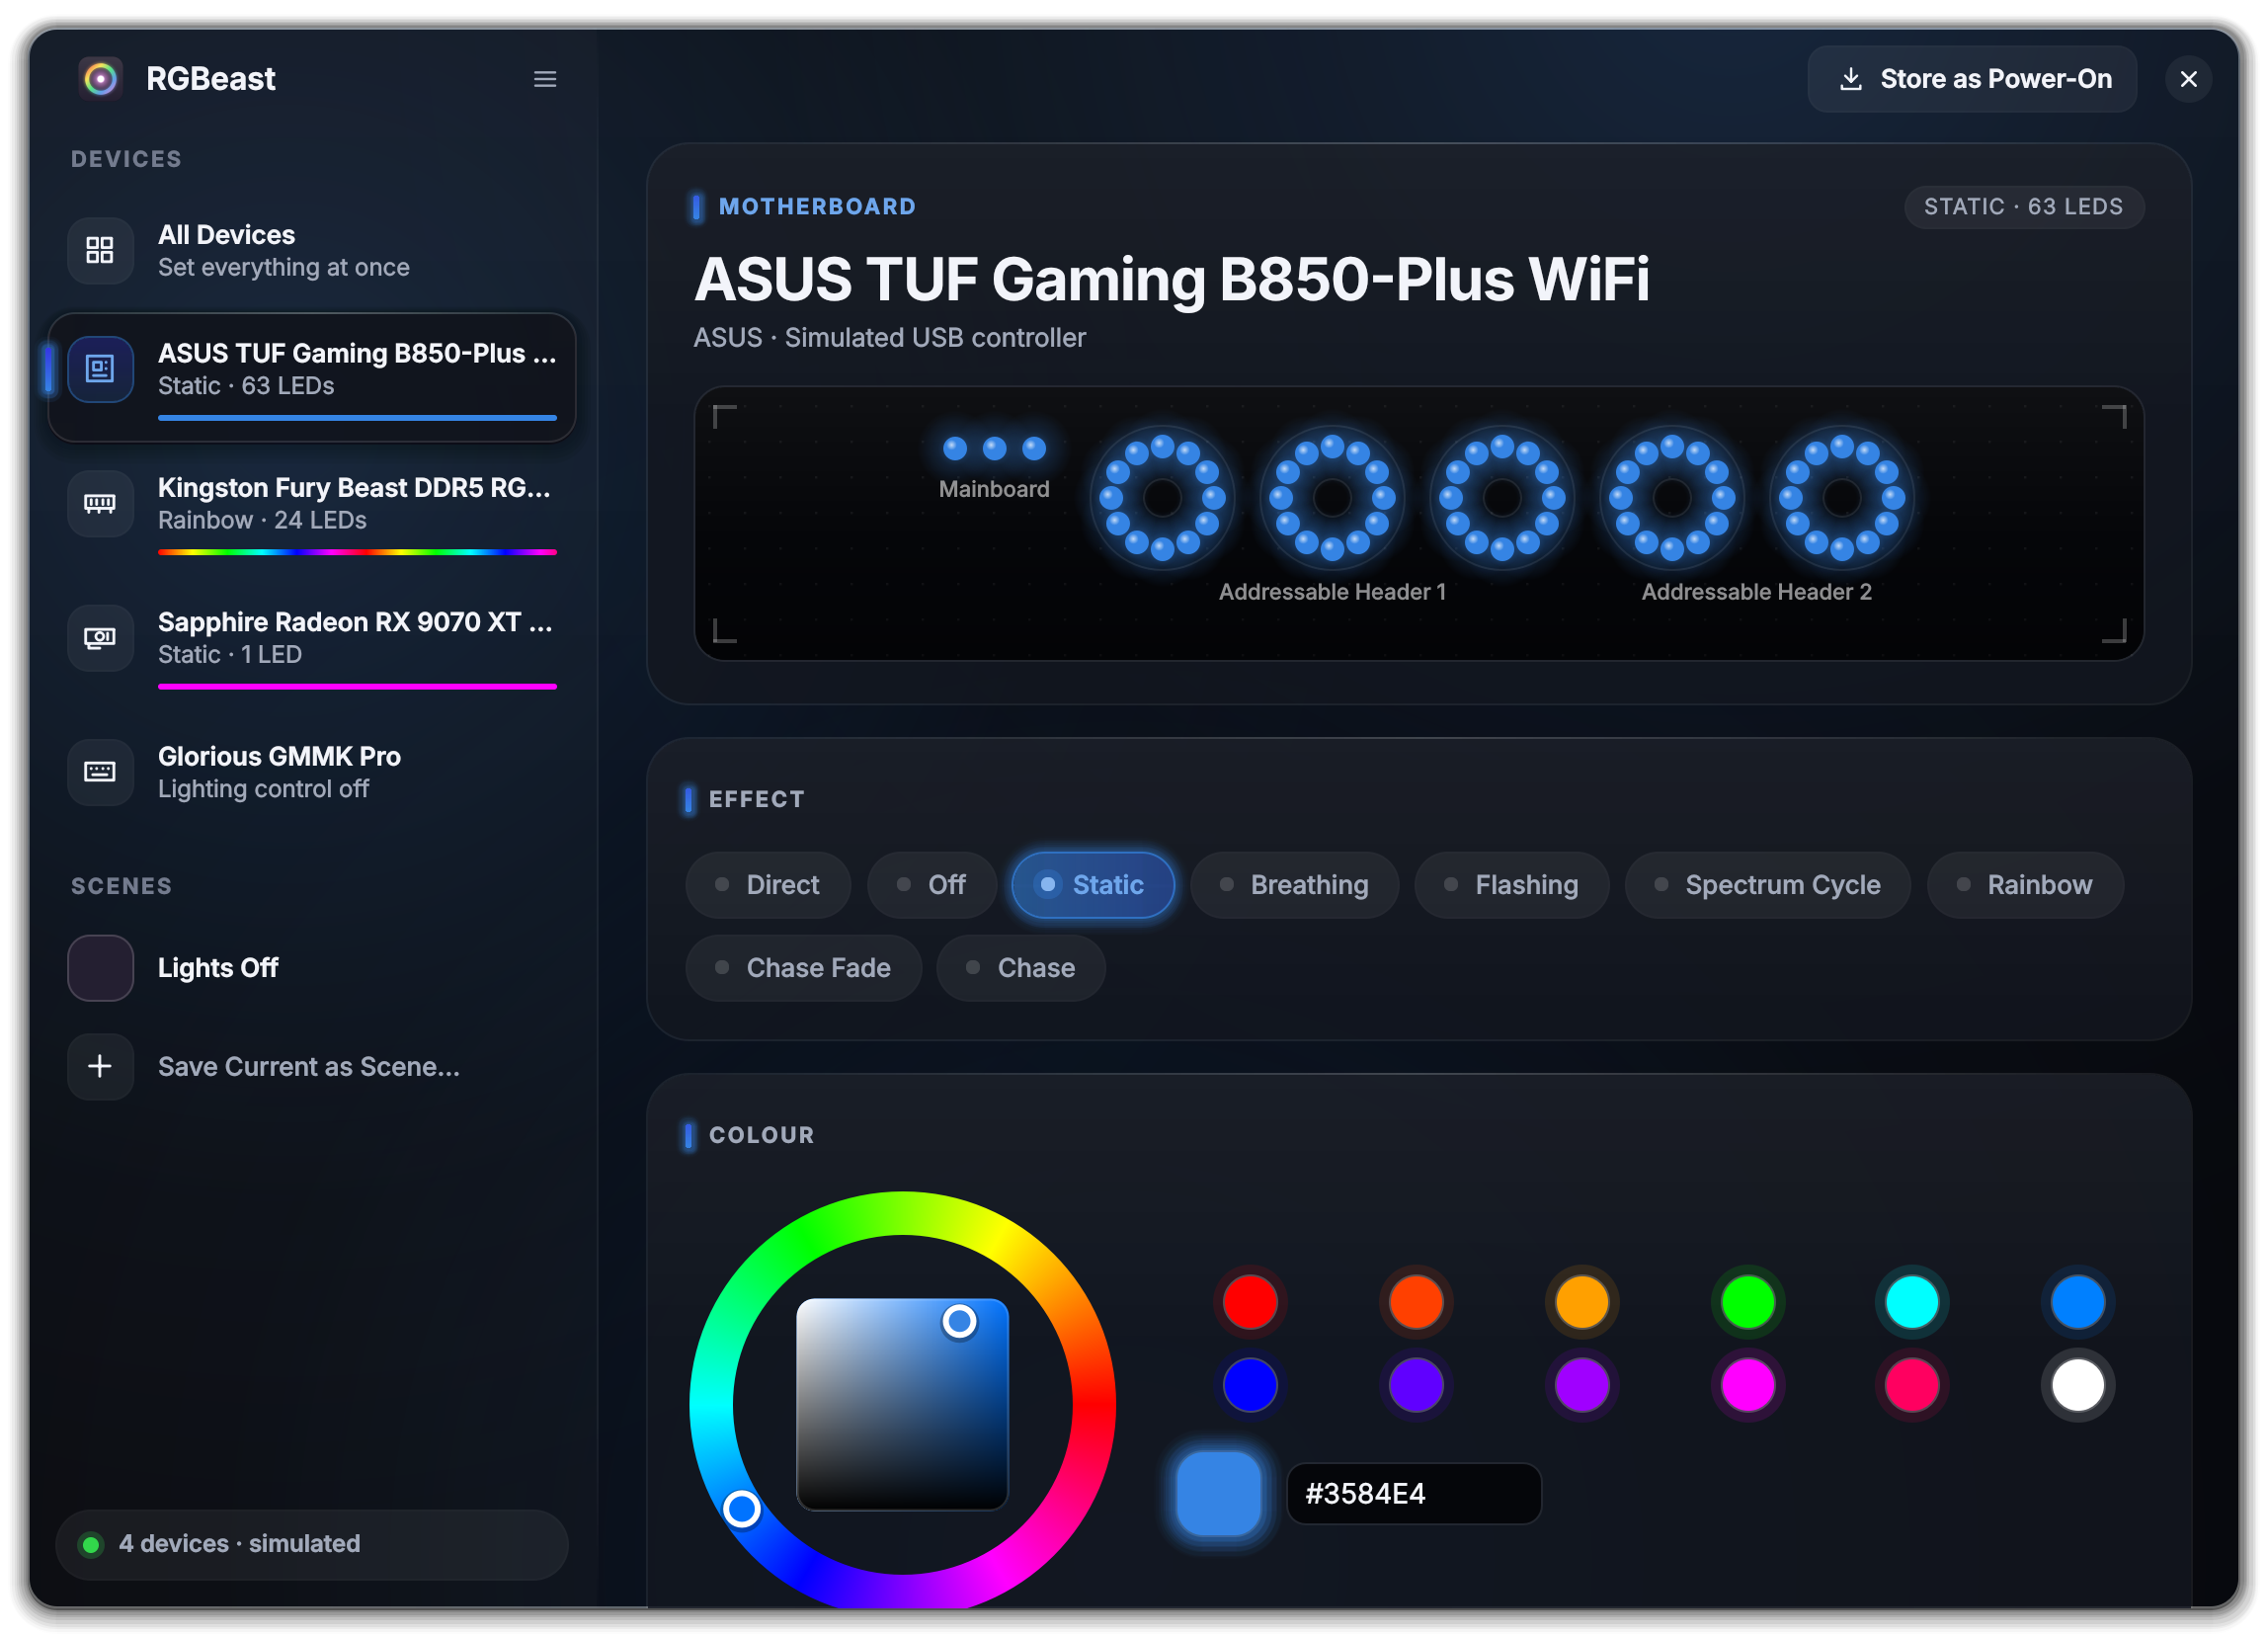 RGBeast
Store as Power-On
DEVICES
All Devices
Set everything at once
ASUS TUF Gaming B850-Plus ...
Static · 63 LEDs
Kingston Fury Beast DDR5 RG...
Rainbow · 24 LEDs
Sapphire Radeon RX 9070 XT ...
Static · 1 LED
Glorious GMMK Pro
Lighting control off
SCENES
Lights Off
Save Current as Scene...
4 devices · simulated
MOTHERBOARD
STATIC · 63 LEDS
ASUS TUF Gaming B850-Plus WiFi
ASUS · Simulated USB controller
Mainboard
Addressable Header 1
Addressable Header 2
EFFECT
Direct
Off
Static
Breathing
Flashing
Spectrum Cycle
Rainbow
Chase Fade
Chase
COLOUR
#3584E4